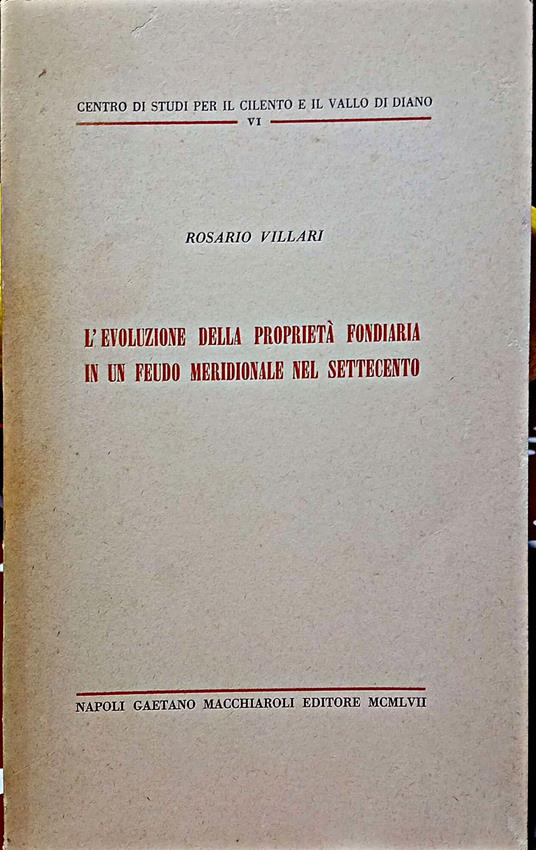 CENTRO DI STUDI PER IL CILENTO E IL VALLO DI DIANO
VI
ROSARIO VILLARI
L'EVOLUZIONE DELLA PROPRIETÀ FONDIARIA
IN UN FEUDO MERIDIONALE NEL SETTECENTO
NAPOLI GAETANO MACCHIAROLI EDITORE MCMLVII